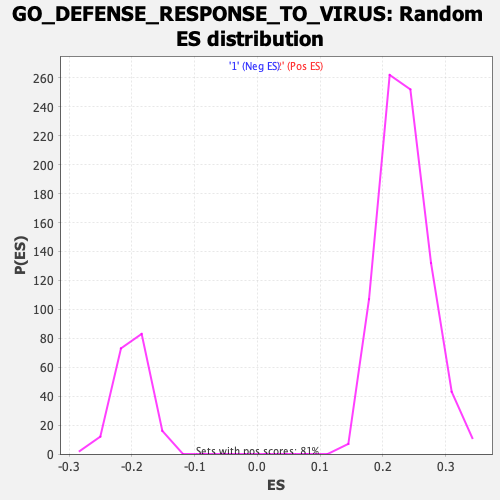 GO_DEFENSE_RESPONSE_TO_VIRUS: Random
ES distribution
'1' (Neg ES)
' (Pos ES)
260
240
220
200
180
160
140
120
100
80
60
40
20
0
P(ES)
Sets with pos scores: 81%
-0.3 -0.2 -0.1 0.0 0.1 0.2 0.3
ES